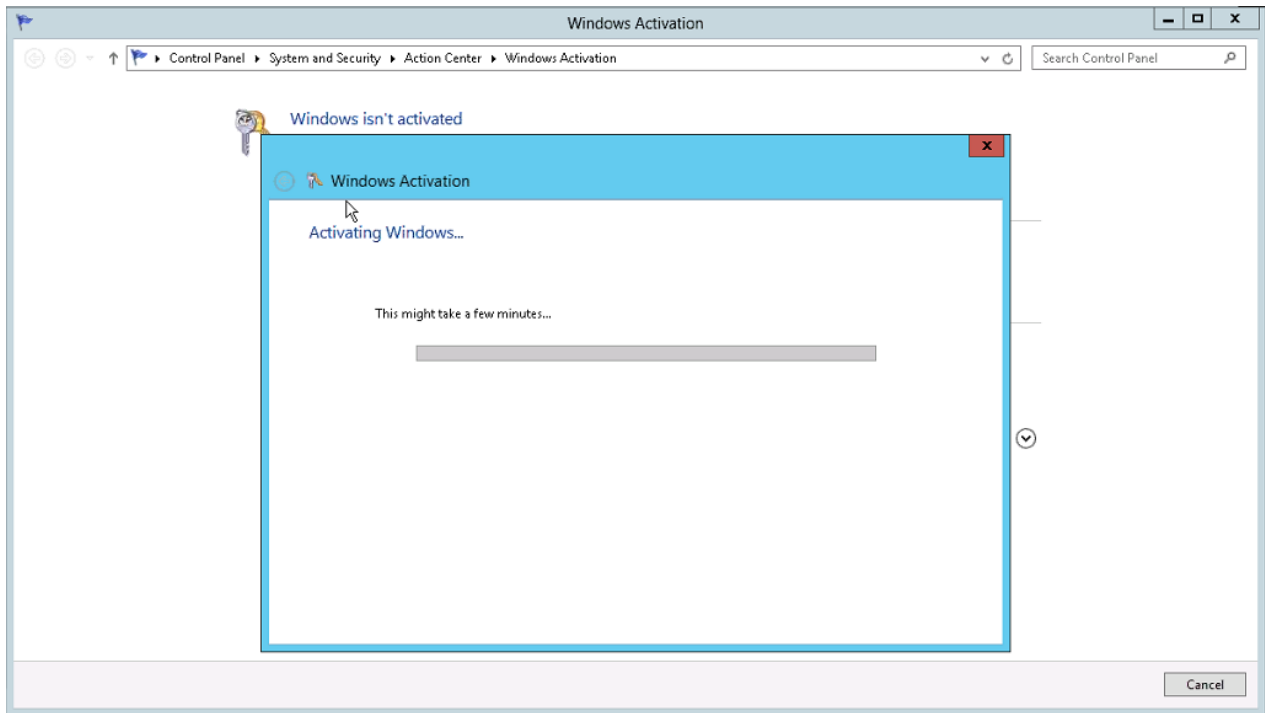 Windows Activation
Control Panel System and Security Action Center Windows Activation
Search Control Panel
Windows isn't activated
Windows Activation
Activating Windows...
This might take a few minutes...
Cancel